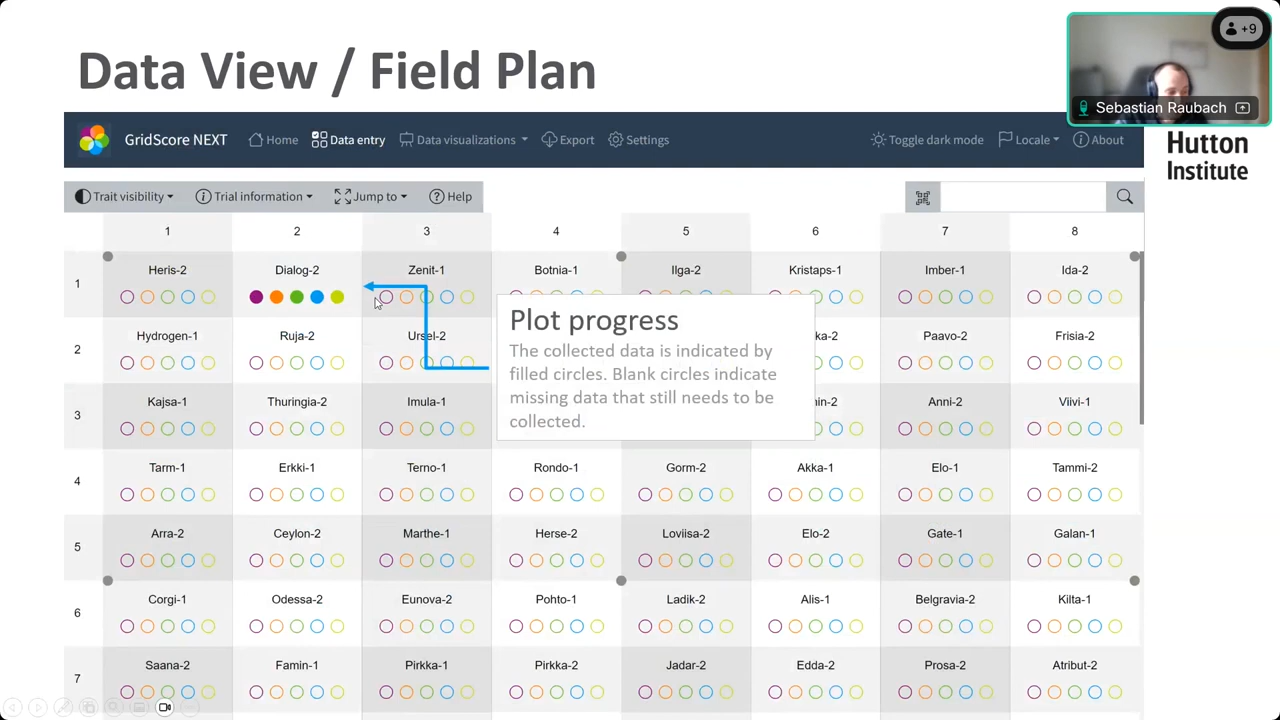 Data View / Field Plan
+9
Sebastian Raubach
Hutton
Institute
GridScore NEXT Home Data entry Data visualizations Export Settings Toggle dark mode Locale About
Trait visibility Trial information Jump to Help
1 2 3 4 5 6 7 8
1 Heris-2 Dialog-2 Zenit-1 Botnia-1 Ilga-2 Kristaps-1 Imber-1 Ida-2
Plot progress
The collected data is indicated by
filled circles. Blank circles indicate
missing data that still needs to be
collected.
2 Hydrogen-1 Ruja-2 Ursel-2 ka-2 Paavo-2 Frisia-2
3 Kajsa-1 Thuringia-2 Imula-1 in-2 Anni-2 Viivi-1
4 Tarm-1 Erkki-1 Terno-1 Rondo-1 Gorm-2 Akka-1 Elo-1 Tammi-2
5 Arra-2 Ceylon-2 Marthe-1 Herse-2 Loviisa-2 Elo-2 Gate-1 Galan-1
6 Corgi-1 Odessa-2 Eunova-2 Pohto-1 Ladik-2 Alis-1 Belgravia-2 Kilta-1
7 Saana-2 Famin-1 Pirkka-1 Pirkka-2 Jadar-2 Edda-2 Prosa-2 Atribut-2